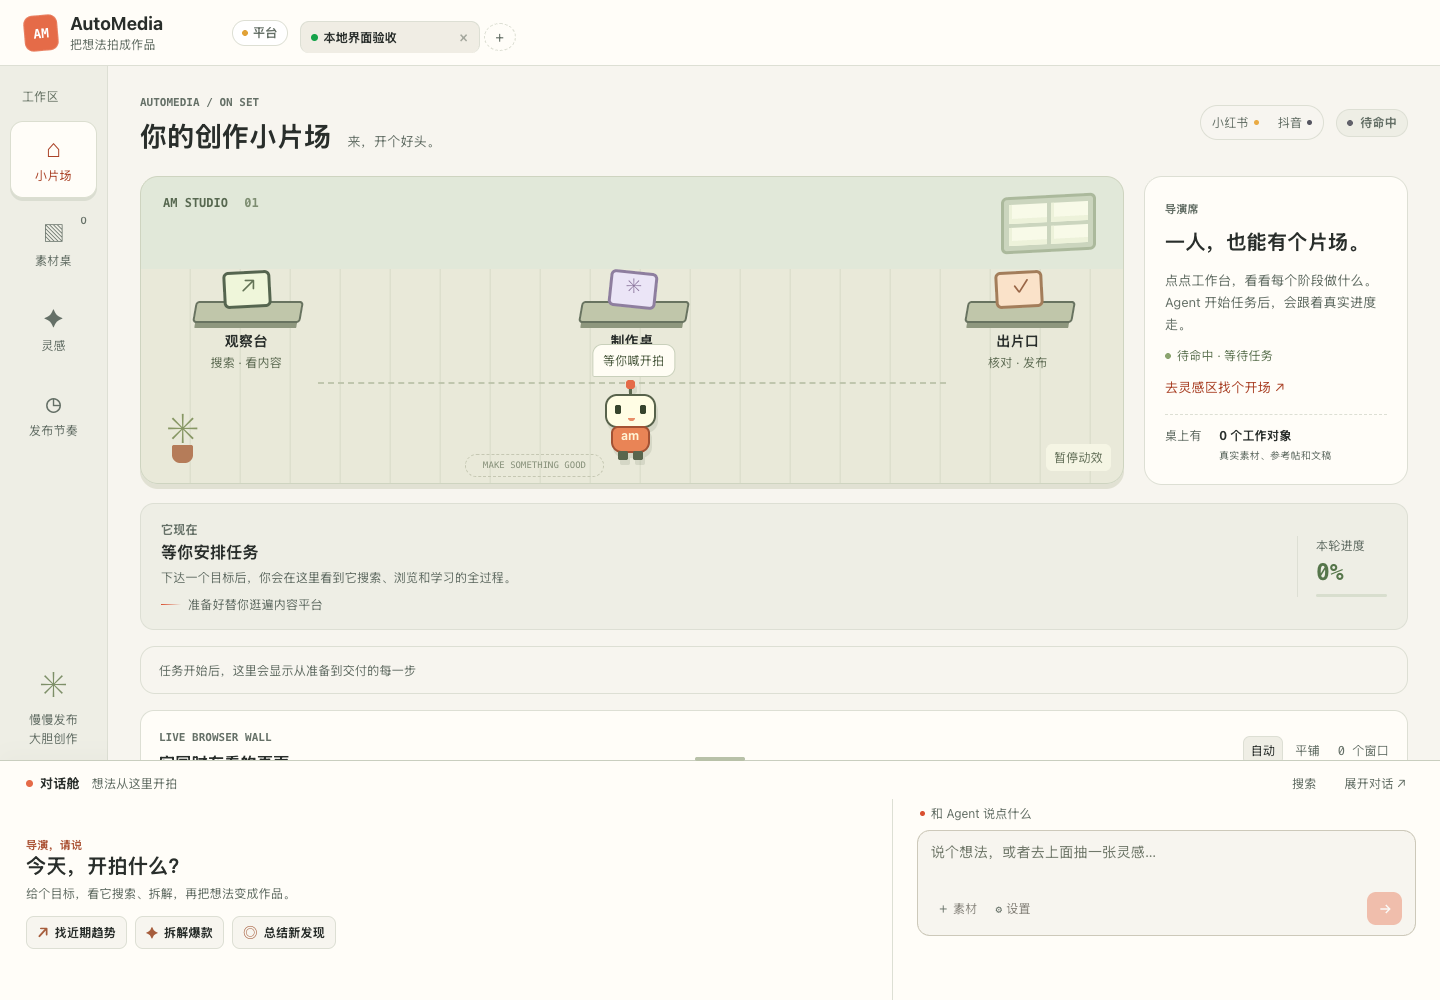 AM
AutoMedia
把想法拍成作品
平台
本地界面验收 ×
+
工作区
小片场
0
素材桌
灵感
发布节奏
慢慢发布
大胆创作
AUTOMEDIA / ON SET
你的创作小片场 来，开个好头。
小红书 抖音 待命中
AM STUDIO 01
观察台
搜索 · 看内容
制作桌
等你喊开拍
出片口
核对 · 发布
am
MAKE SOMETHING GOOD
暂停动效
导演席
一人，也能有个片场。
点点工作台，看看每个阶段做什么。
Agent 开始任务后，会跟着真实进度
走。
待命中 · 等待任务
去灵感区找个开场 ↗
桌上有 0 个工作对象
真实素材、参考帖和文稿
它现在
等你安排任务
下达一个目标后，你会在这里看到它搜索、浏览和学习的全过程。
准备好替你逛遍内容平台
本轮进度
0%
任务开始后，这里会显示从准备到交付的每一步
LIVE BROWSER WALL
自动 平铺 0 个窗口
对话舱 想法从这里开拍
搜索 展开对话 ↗
导演，请说
今天，开拍什么?
给个目标，看它搜索、拆解，再把想法变成作品。
找近期趋势 拆解爆款 总结新发现
和 Agent 说点什么
说个想法，或者去上面抽一张灵感...
+ 素材 设置
→